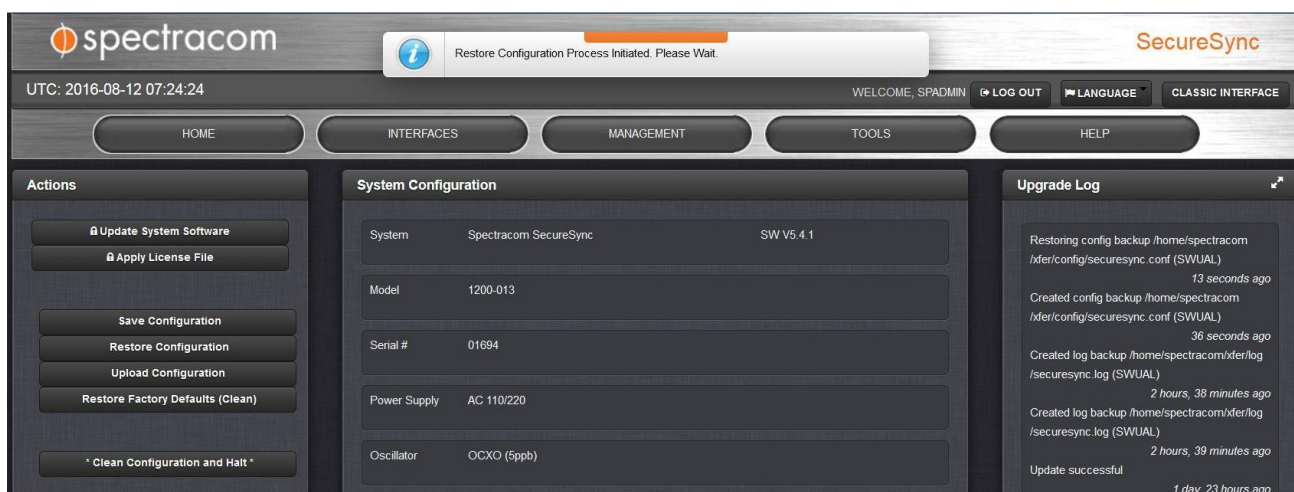 spectracom
Restore Configuration Process Initiated. Please Wait.
SecureSync
UTC: 2016-08-12 07:24:24
WELCOME, SPADMIN
LOG OUT
LANGUAGE
CLASSIC INTERFACE
HOME
INTERFACES
MANAGEMENT
TOOLS
HELP
Actions
Update System Software
Apply License File
Save Configuration
Restore Configuration
Upload Configuration
Restore Factory Defaults (Clean)
* Clean Configuration and Halt *
System Configuration
System Spectracom SecureSync SW V5.4.1
Model 1200-013
Serial # 01694
Power Supply AC 110/220
Oscillator OCXO (5ppb)
Upgrade Log
Restoring config backup /home/spectracom
/xfer/config/securesync.conf (SWUAL)
13 seconds ago
Created config backup /home/spectracom
/xfer/config/securesync.conf (SWUAL)
36 seconds ago
Created log backup /home/spectracom/xfer/log
/securesync.log (SWUAL)
2 hours, 38 minutes ago
Created log backup /home/spectracom/xfer/log
/securesync.log (SWUAL)
2 hours, 39 minutes ago
Update successful
1 day, 23 hours ago